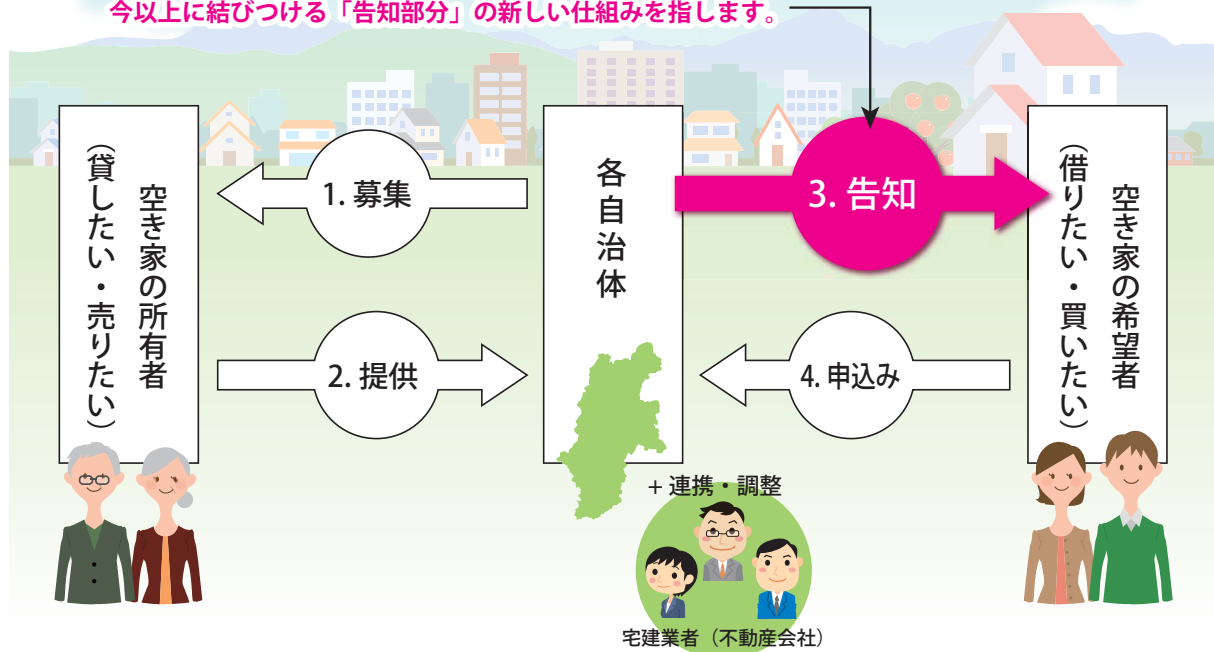 今以上に結びつける「告知部分」の新しい仕組みを指します。
空き家の所有者
（貸したい・売りたい）
1. 募集
2. 提供
各自治体
3. 告知
4. 申込み
空き家の希望者
（借りたい・買いたい）
+ 連携・調整
宅建業者（不動産会社）